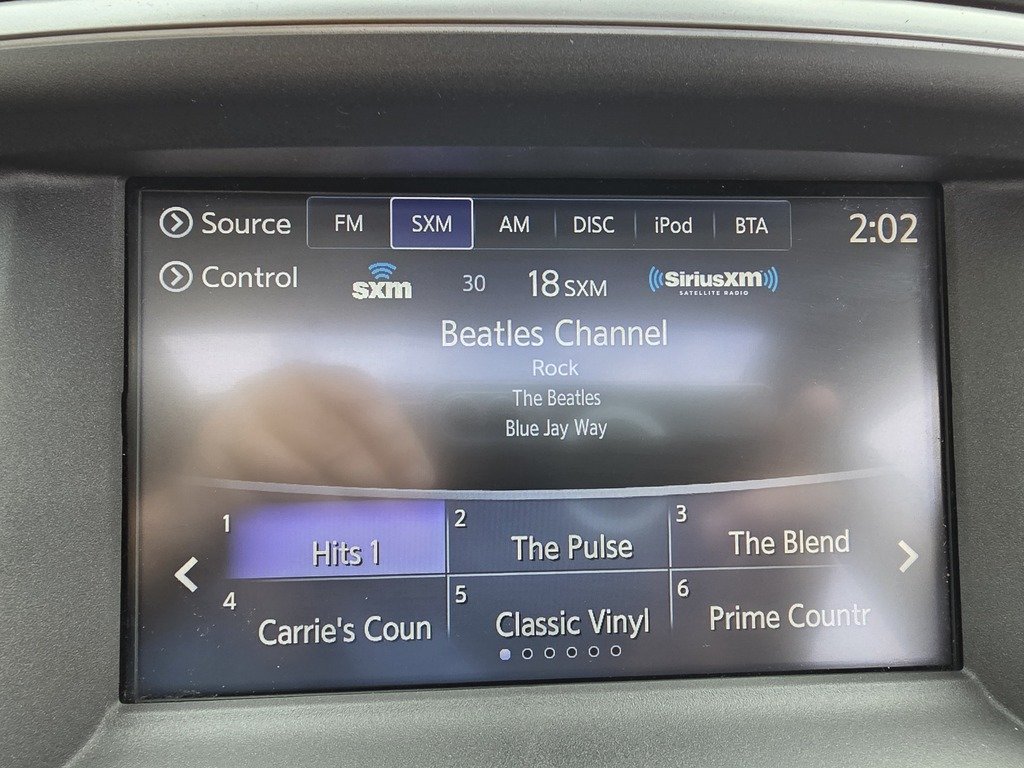 Source FM SXM AM DISC iPod BTA 2:02
Control sxm 30 18 SXM SiriusXM
SATELLITE RADIO
Beatles Channel
Rock
The Beatles
Blue Jay Way
1 Hits 1 2 The Pulse 3 The Blend
4 Carrie's Coun 5 Classic Vinyl 6 Prime Countr